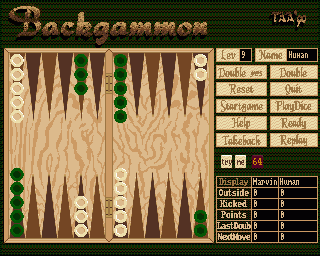 Backgammon
TAA'90
Lev 9 Name Human
Double yes Double
Reset Quit
Startgame PlayDice
Help Ready
Takeback Replay
64
Display Marvin Human
Outside 0 0
Kicked 0 0
Points 0 0
LastDoub 0 0
NextMove 0 0